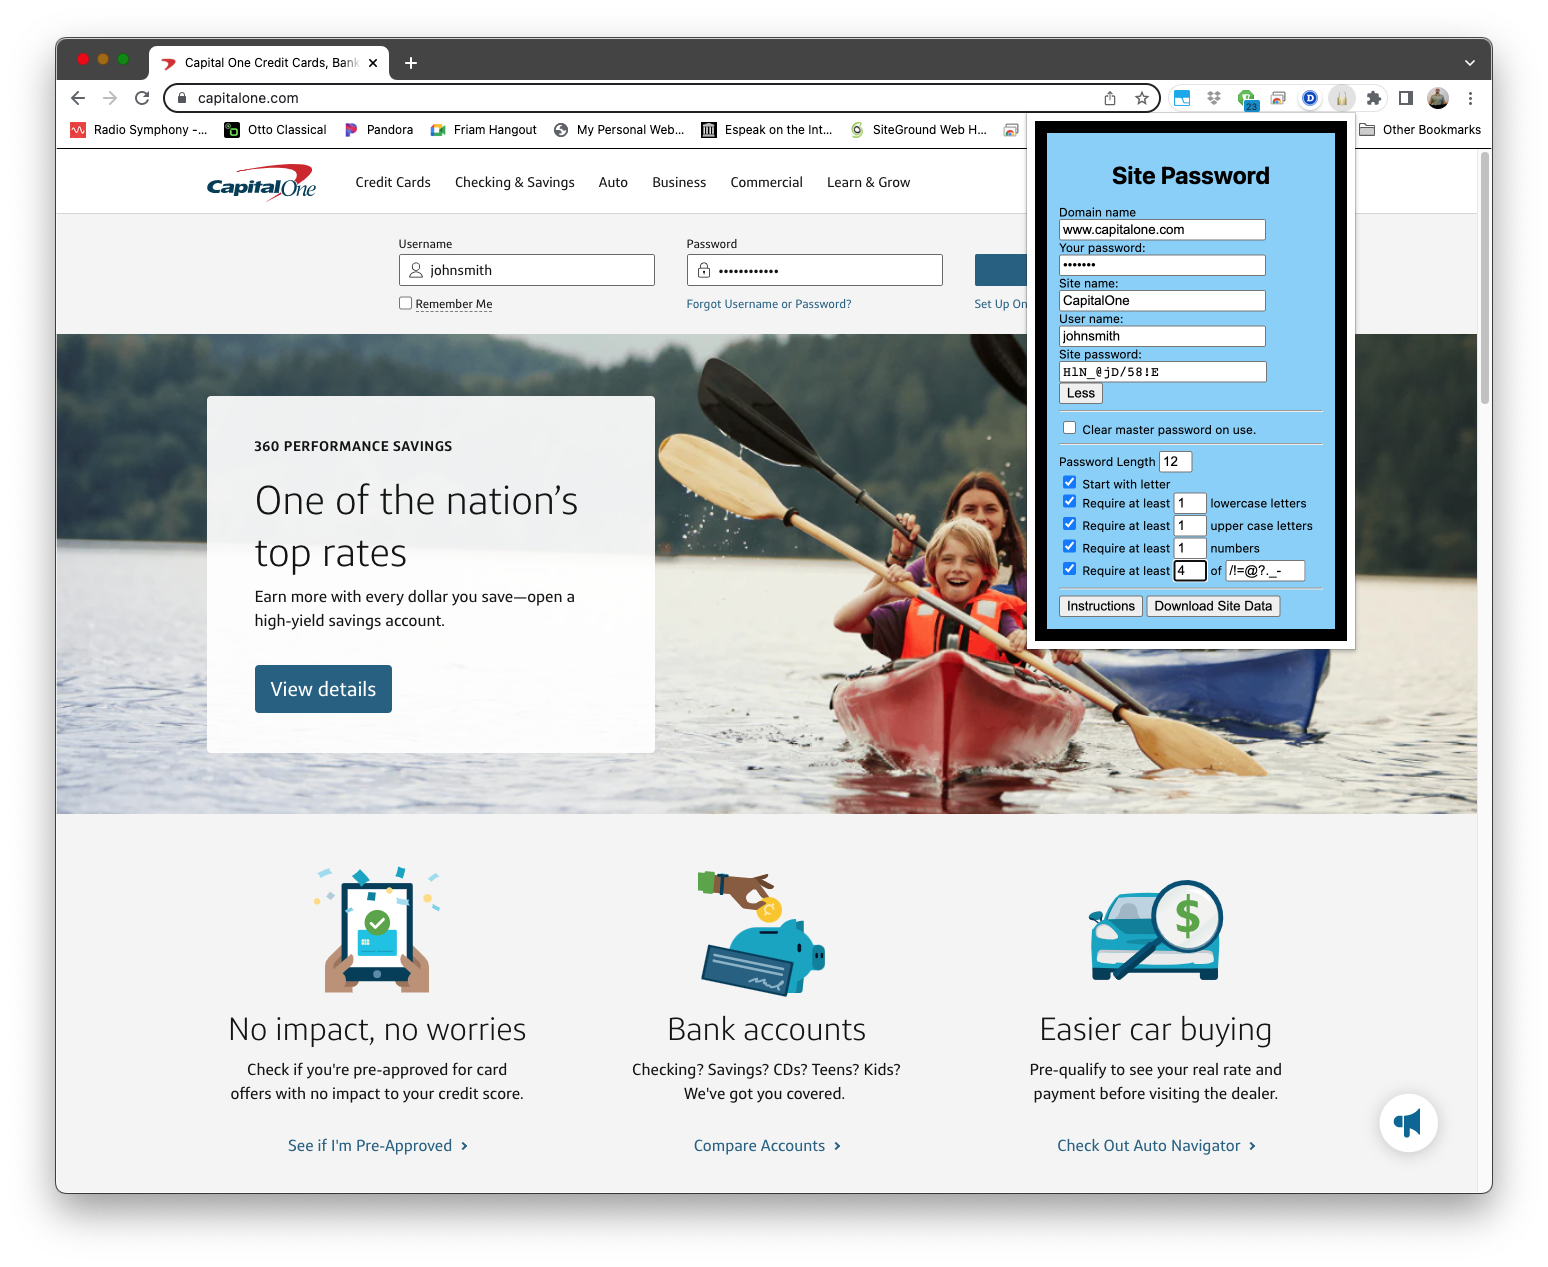 Capital One Credit Cards, Bank
capitalone.com
23
Radio Symphony -...
Otto Classical
Pandora
Friam Hangout
My Personal Web...
Espeak on the Int...
SiteGround Web H...
Other Bookmarks
CapitalOne
Credit Cards
Checking & Savings
Auto
Business
Commercial
Learn & Grow
Username
Password
johnsmith
••••••••••••
Remember Me
Forgot Username or Password?
Set Up On
Site Password
Domain name
www.capitalone.com
Your password:
•••••••
Site name:
CapitalOne
User name:
johnsmith
Site password:
HlN_@jD/58!E
Less
Clear master password on use.
Password Length 12
Start with letter
Require at least 1 lowercase letters
Require at least 1 upper case letters
Require at least 1 numbers
Require at least 4 of /!=@?._-
Instructions
Download Site Data
360 PERFORMANCE SAVINGS
One of the nation’s
top rates
Earn more with every dollar you save—open a
high-yield savings account.
View details
No impact, no worries
Check if you're pre-approved for card
offers with no impact to your credit score.
See if I'm Pre-Approved
Bank accounts
Checking? Savings? CDs? Teens? Kids?
We've got you covered.
Compare Accounts
Easier car buying
Pre-qualify to see your real rate and
payment before visiting the dealer.
Check Out Auto Navigator